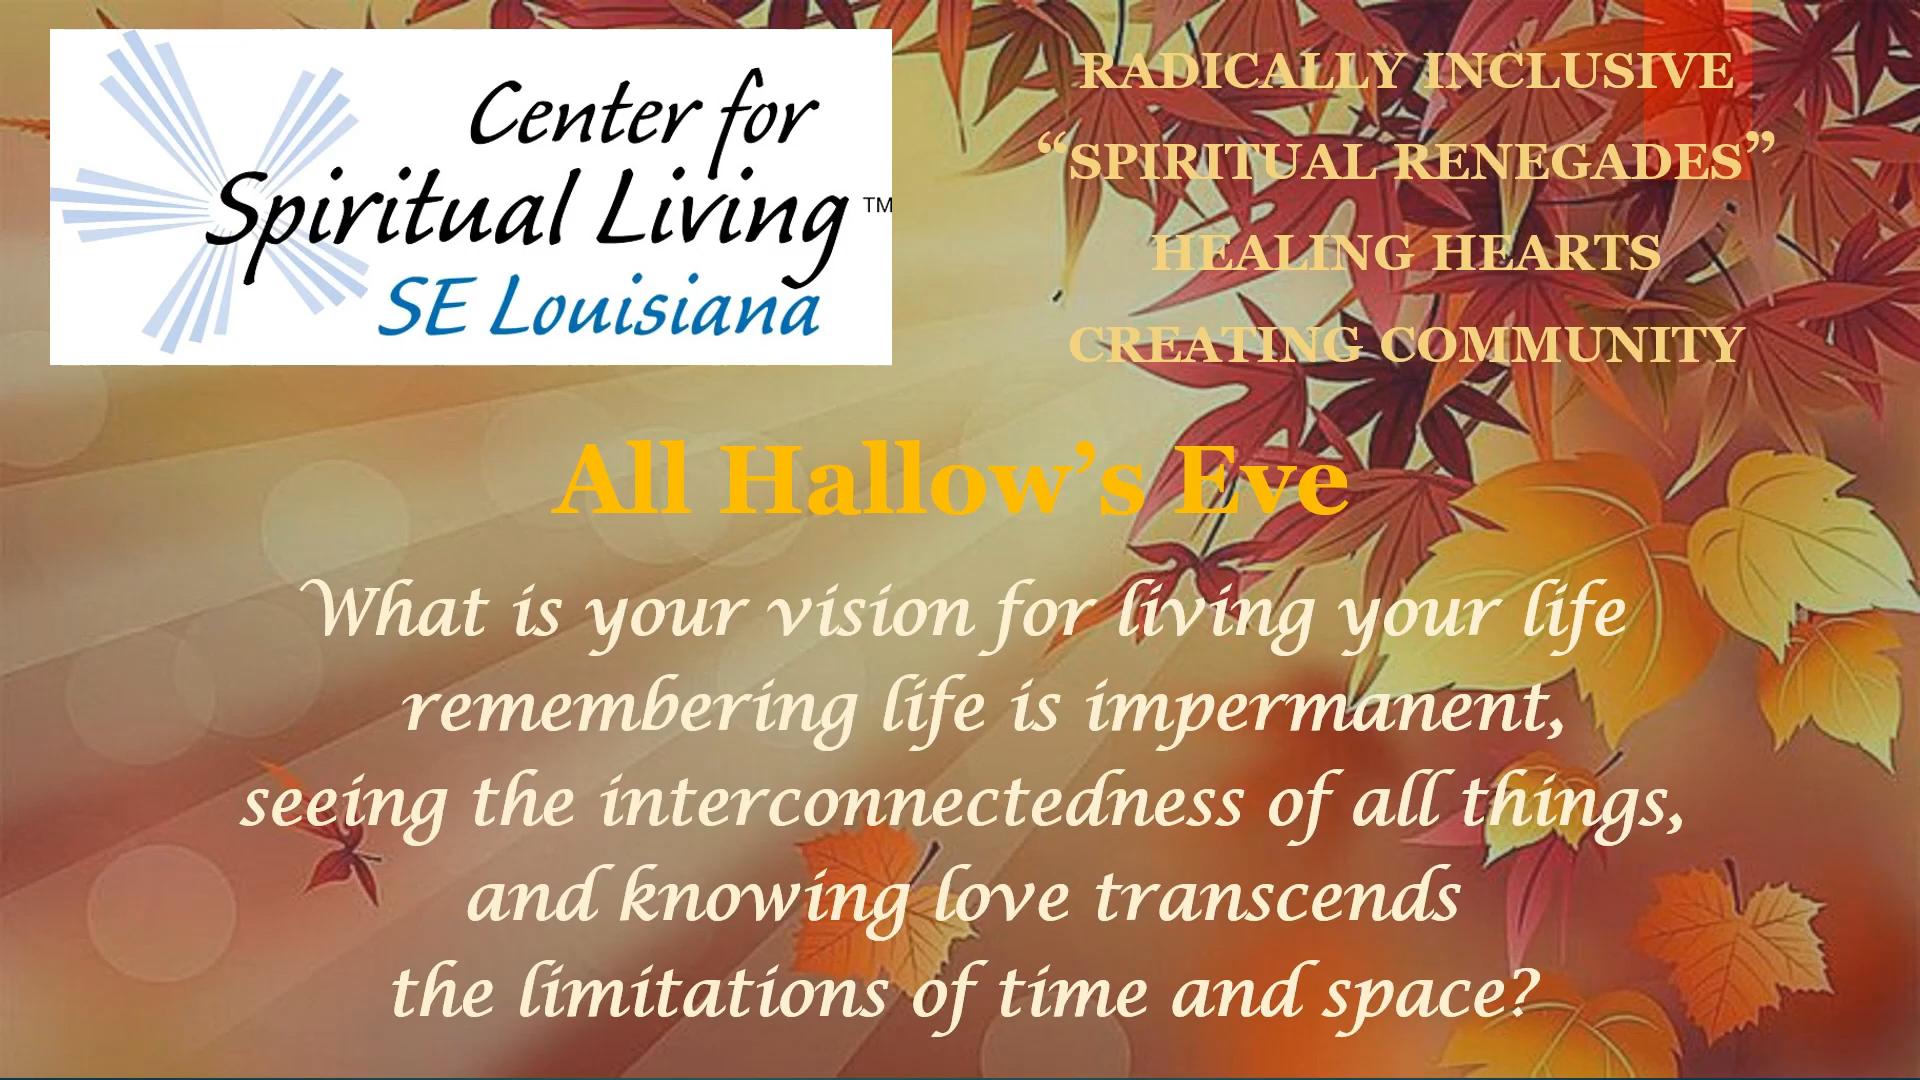 Center for
Spiritual Living™
SE Louisiana
RADICALLY INCLUSIVE
“SPIRITUAL RENEGADES”
HEALING HEARTS
CREATING COMMUNITY
All Hallow’s Eve
What is your vision for living your life
remembering life is impermanent,
seeing the interconnectedness of all things,
and knowing love transcends
the limitations of time and space?